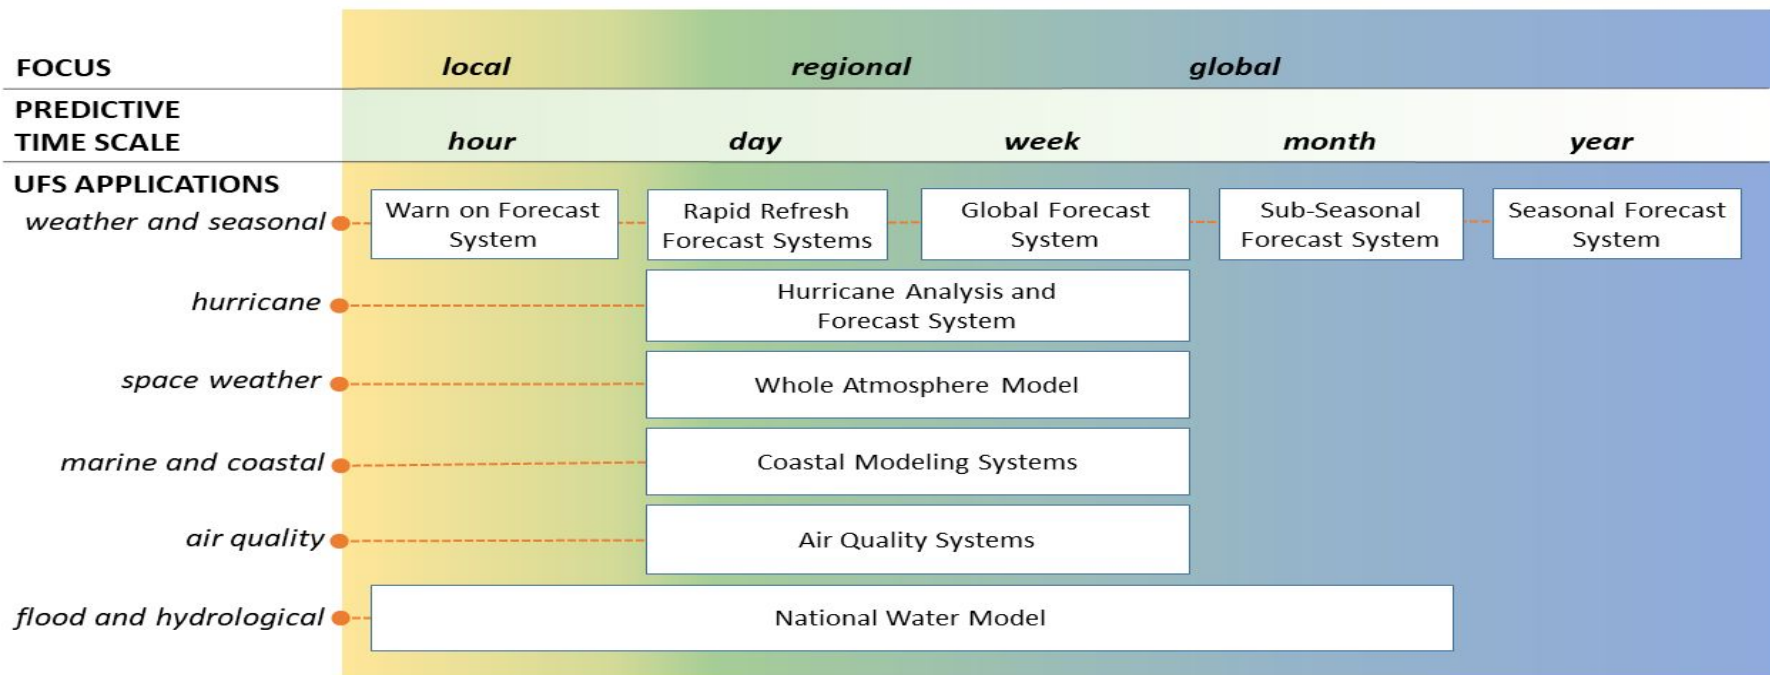 FOCUS local regional global
PREDICTIVE
TIME SCALE hour day week month year
UFS APPLICATIONS
weather and seasonal
Warn on Forecast
System
Rapid Refresh
Forecast Systems
Global Forecast
System
Sub-Seasonal
Forecast System
Seasonal Forecast
System
hurricane
Hurricane Analysis and
Forecast System
space weather
Whole Atmosphere Model
marine and coastal
Coastal Modeling Systems
air quality
Air Quality Systems
flood and hydrological
National Water Model